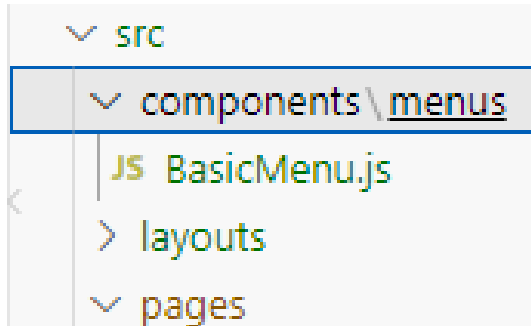 src
components\menus
JS BasicMenu.js
layouts
pages